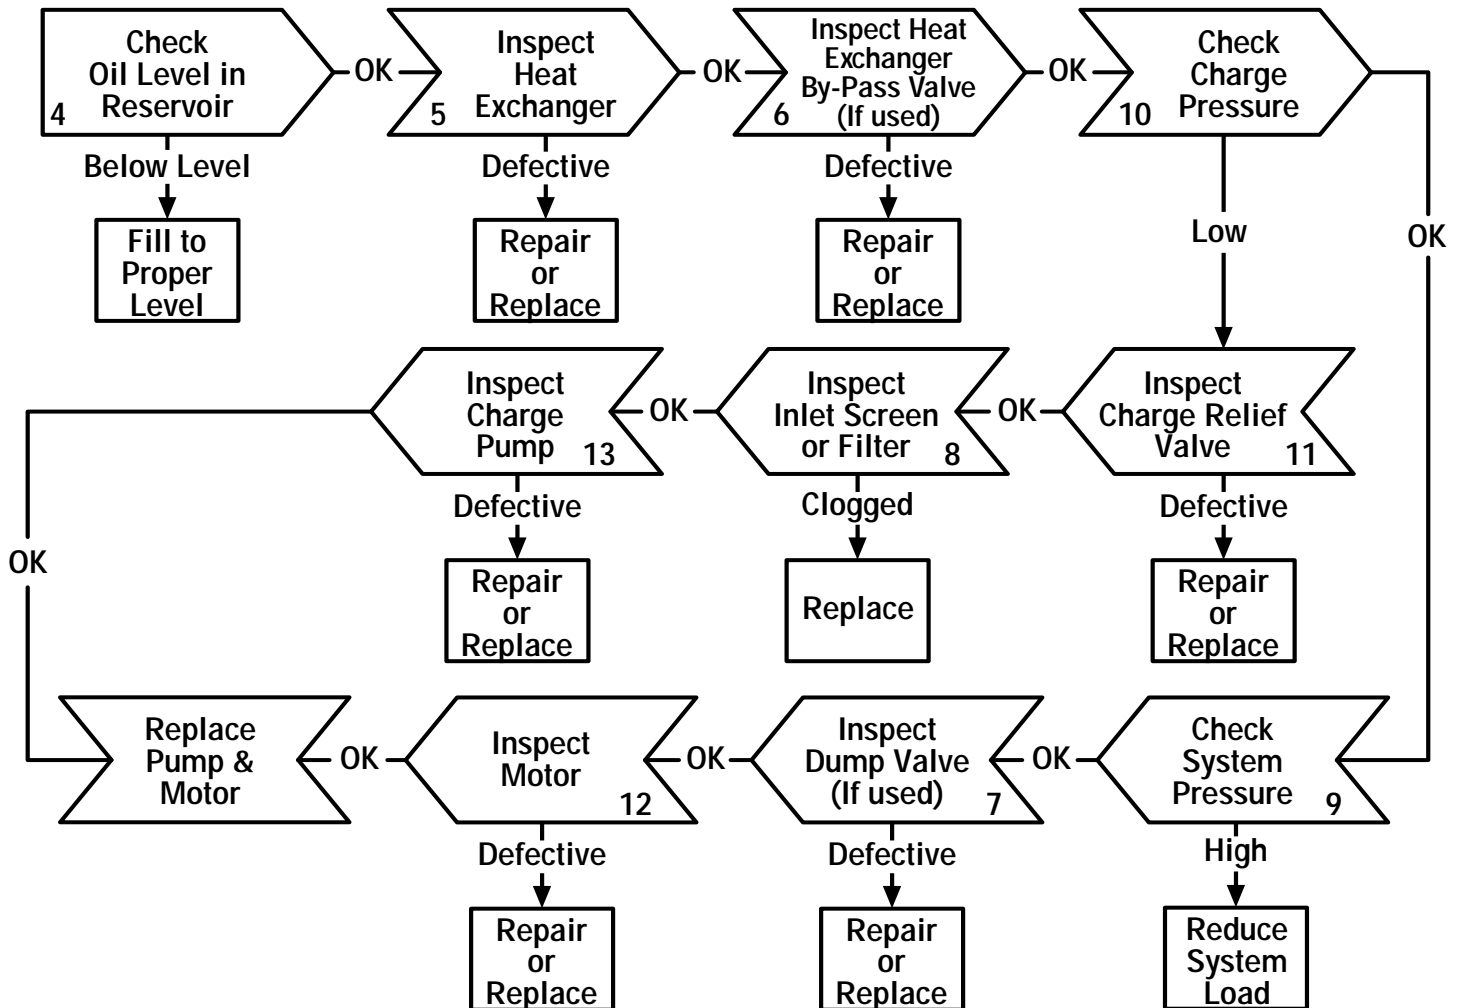 Check
Oil Level in
Reservoir
4
OK
Inspect
Heat
Exchanger
5
OK
Inspect Heat
Exchanger
By-Pass Valve
(If used)
6
OK
Check
Charge
Pressure
10
Below Level
Defective
Defective
Low
OK
Fill to
Proper
Level
Repair
or
Replace
Repair
or
Replace
Inspect
Charge
Pump
13
OK
Inspect
Inlet Screen
or Filter
8
OK
Inspect
Charge Relief
Valve
11
Defective
Clogged
Defective
OK
Repair
or
Replace
Replace
Repair
or
Replace
Replace
Pump &
Motor
OK
Inspect
Motor
12
OK
Inspect
Dump Valve
(If used)
7
OK
Check
System
Pressure
9
Defective
Defective
High
Repair
or
Replace
Repair
or
Replace
Reduce
System
Load